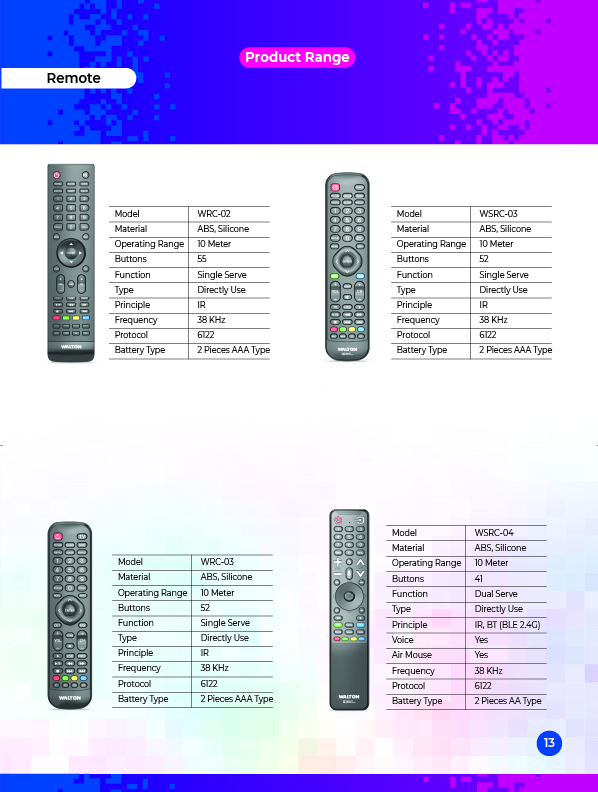 Product Range
Remote
Model WRC-02
Material ABS, Silicone
Operating Range 10 Meter
Buttons 55
Function Single Serve
Type Directly Use
Principle IR
Frequency 38 KHz
Protocol 6122
Battery Type 2 Pieces AAA Type
WALTON
Model WSRC-03
Material ABS, Silicone
Operating Range 10 Meter
Buttons 52
Function Single Serve
Type Directly Use
Principle IR
Frequency 38 KHz
Protocol 6122
Battery Type 2 Pieces AAA Type
WALTON
Model WRC-03
Material ABS, Silicone
Operating Range 10 Meter
Buttons 52
Function Single Serve
Type Directly Use
Principle IR
Frequency 38 KHz
Protocol 6122
Battery Type 2 Pieces AAA Type
WALTON
Model WSRC-04
Material ABS, Silicone
Operating Range 10 Meter
Buttons 41
Function Dual Serve
Type Directly Use
Principle IR, BT (BLE 2.4G)
Voice Yes
Air Mouse Yes
Frequency 38 KHz
Protocol 6122
Battery Type 2 Pieces AA Type
WALTON
13